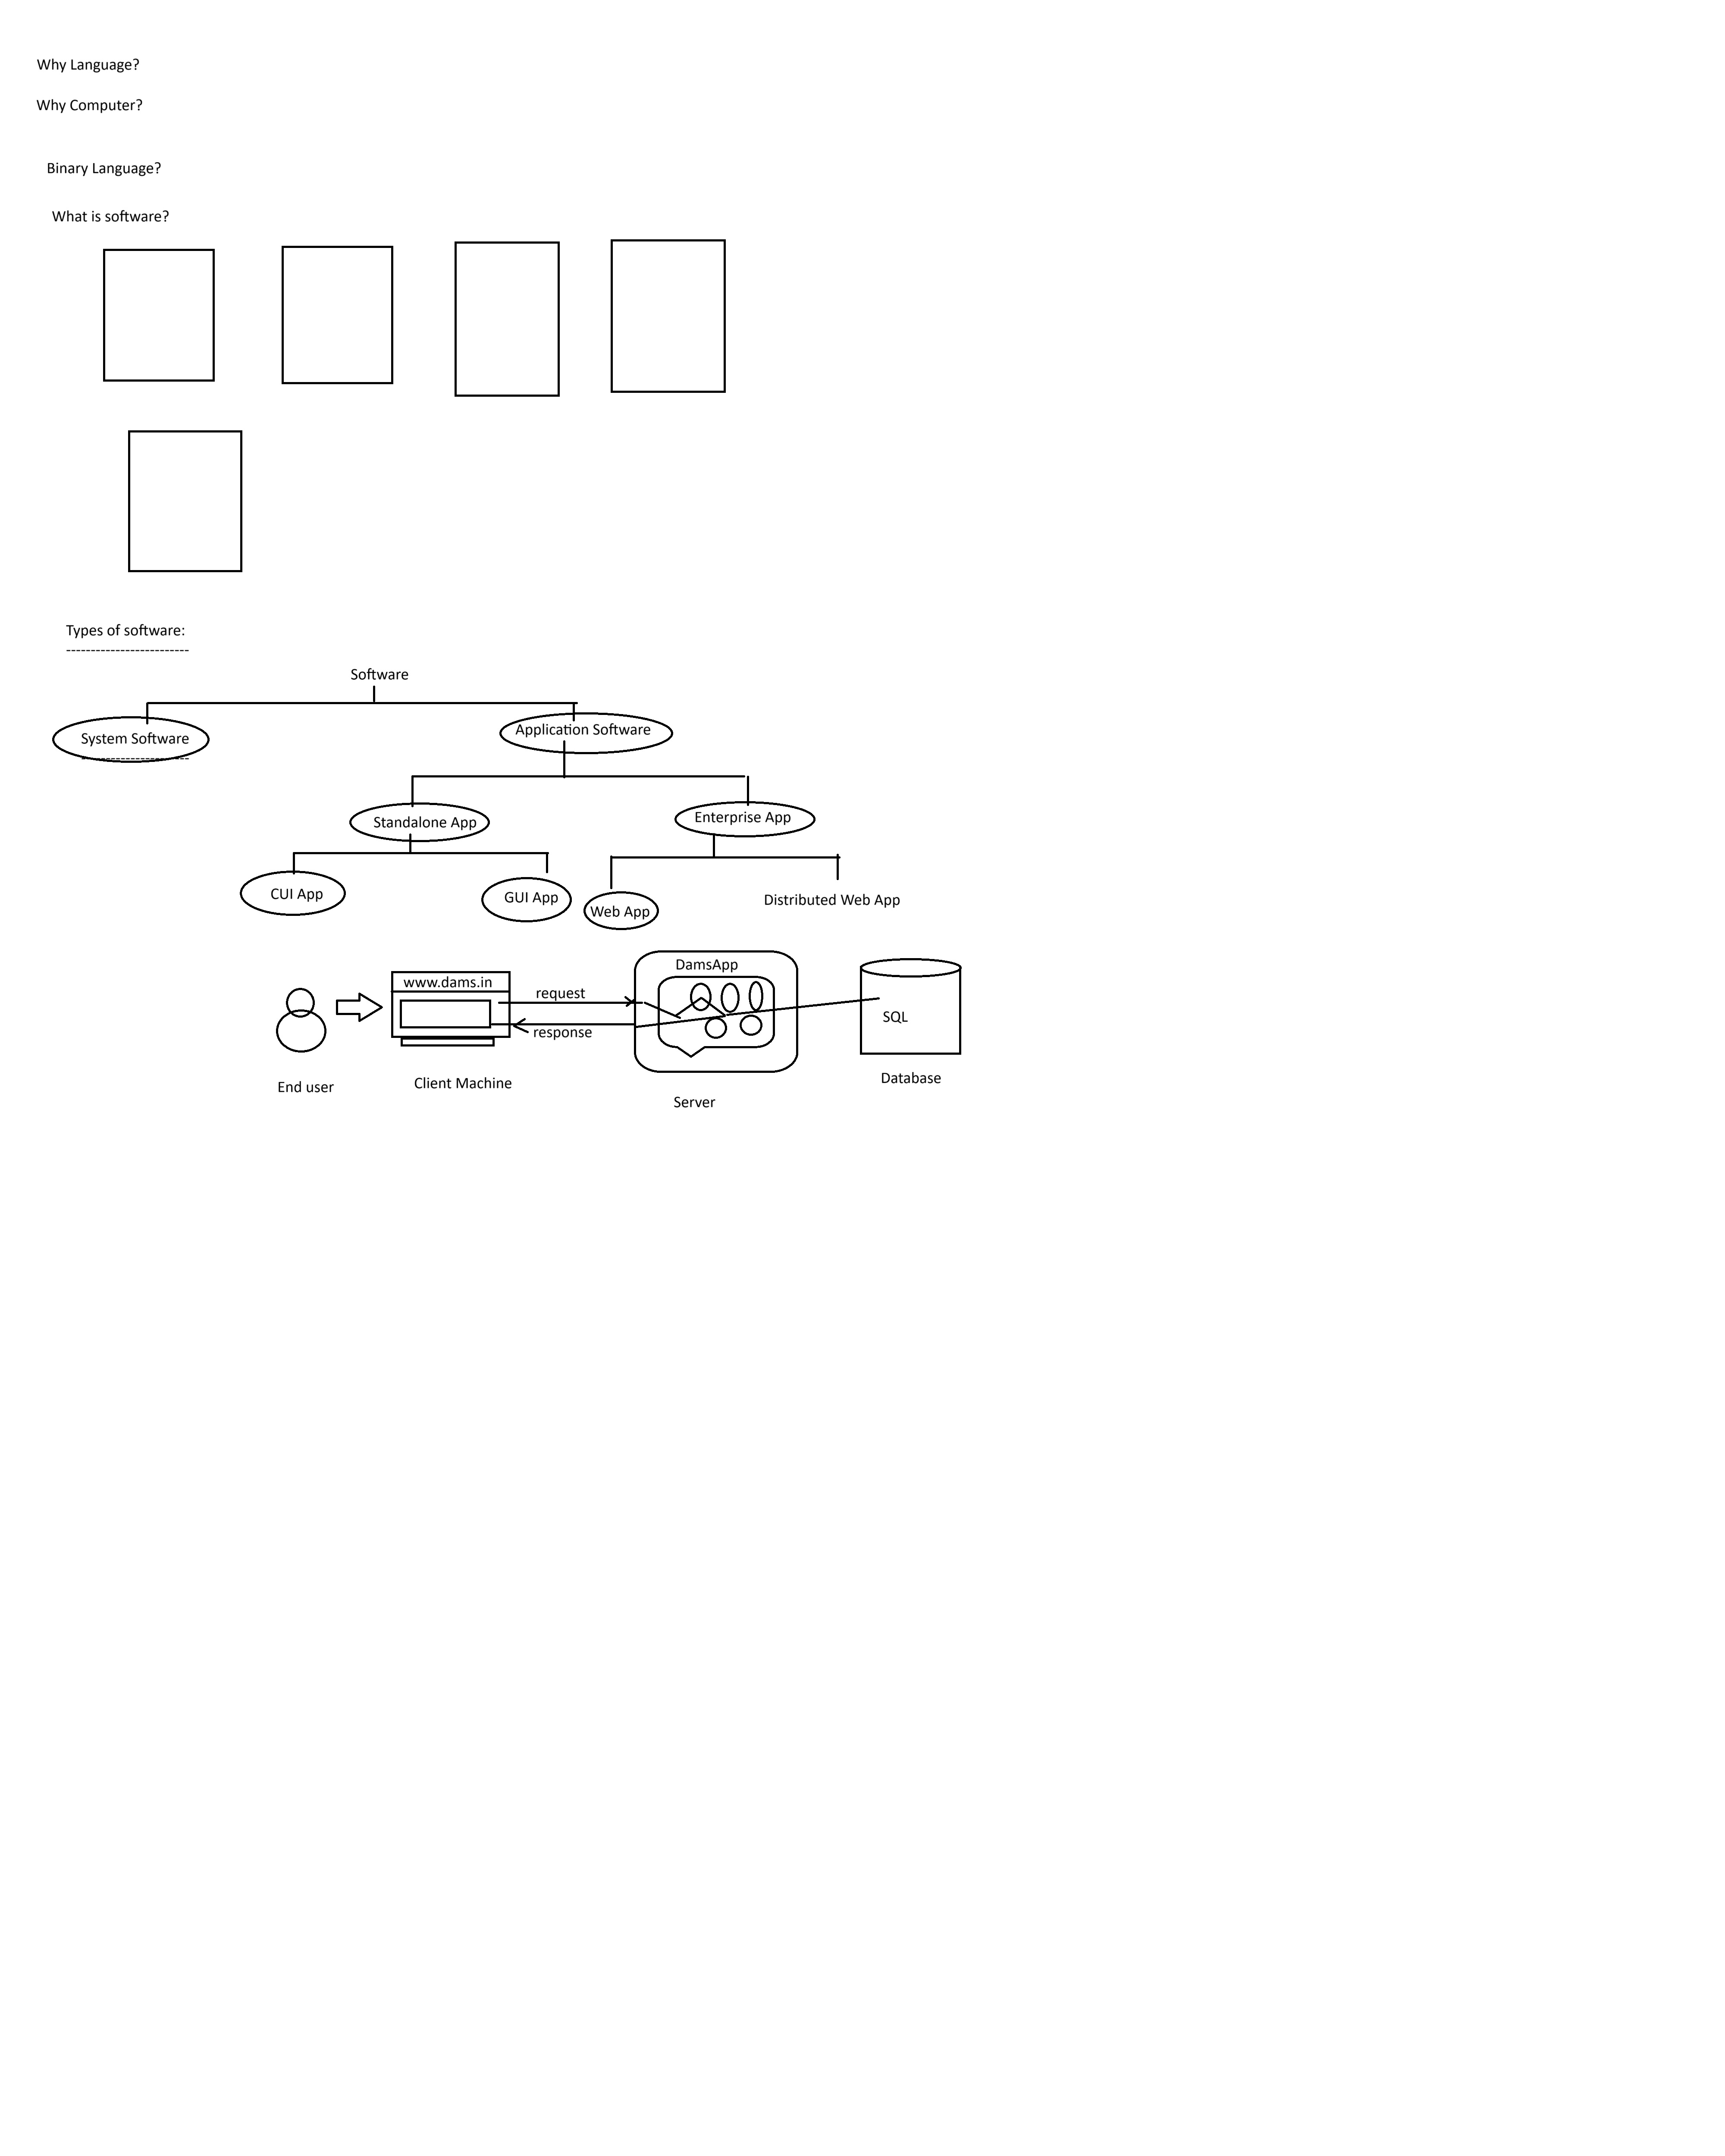 Why Language?
Why Computer?
Binary Language?
What is software?
Types of software:
-------------------------
Software
System Software
----------------------
Application Software
Standalone App
Enterprise App
CUI App
GUI App
Web App
Distributed Web App
DamsApp
www.dams.in
request
response
SQL
End user
Client Machine
Server
Database